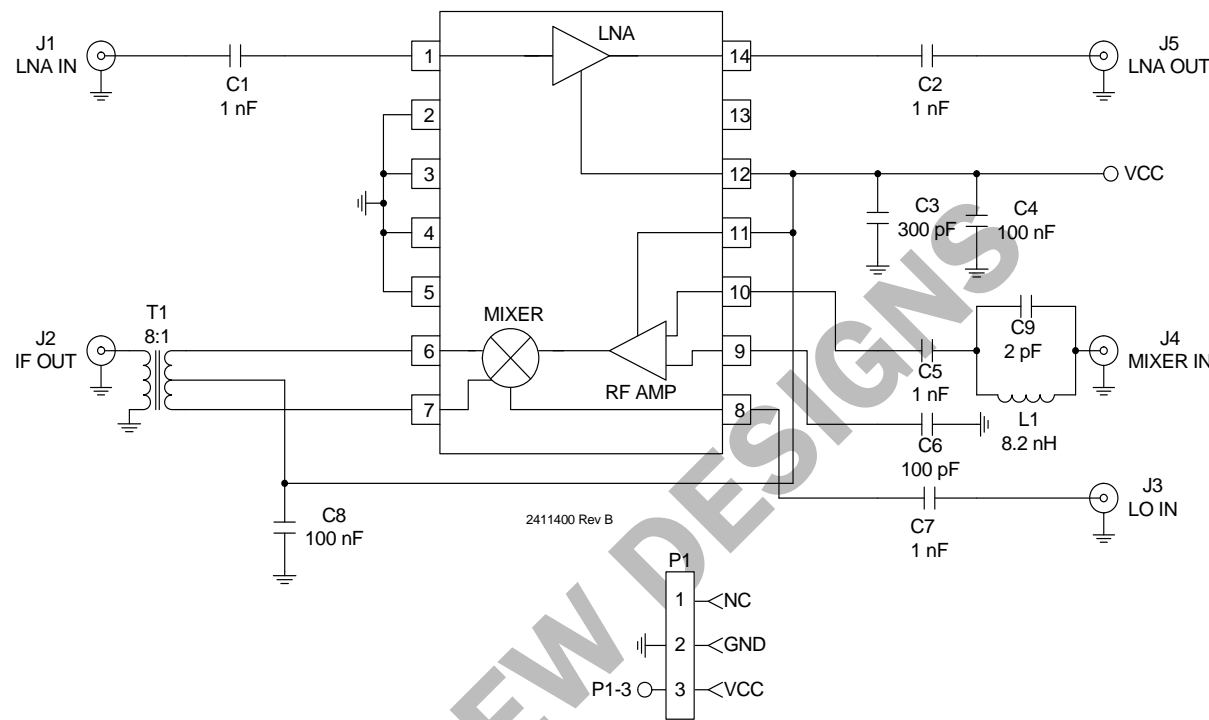 J1
LNA IN
C1
1 nF
1
LNA
14
C2
1 nF
J5
LNA OUT
2
13
3
12
VCC
C3
300 pF
C4
100 nF
4
11
5
10
T1
8:1
MIXER
J2
IF OUT
6
9
RF AMP
C5
1 nF
C9
2 pF
J4
MIXER IN
L1
8.2 nH
7
8
C6
100 pF
C7
1 nF
J3
LO IN
C8
100 nF
2411400 Rev B
P1
1
NC
2
GND
P1-3
3
VCC
EW DESIGNS